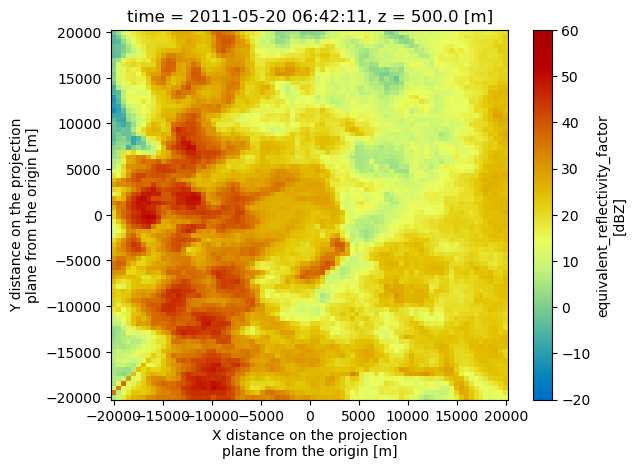 time = 2011-05-20 06:42:11, z = 500.0 [m]
20000
15000
10000
5000
0
−5000
−10000
−15000
−20000
Y distance on the projection
plane from the origin [m]
−20000−15000−10000−5000 0 5000 10000 15000 20000
X distance on the projection
plane from the origin [m]
60
50
40
30
20
10
0
−10
−20
equivalent_reflectivity_factor
[dBZ]